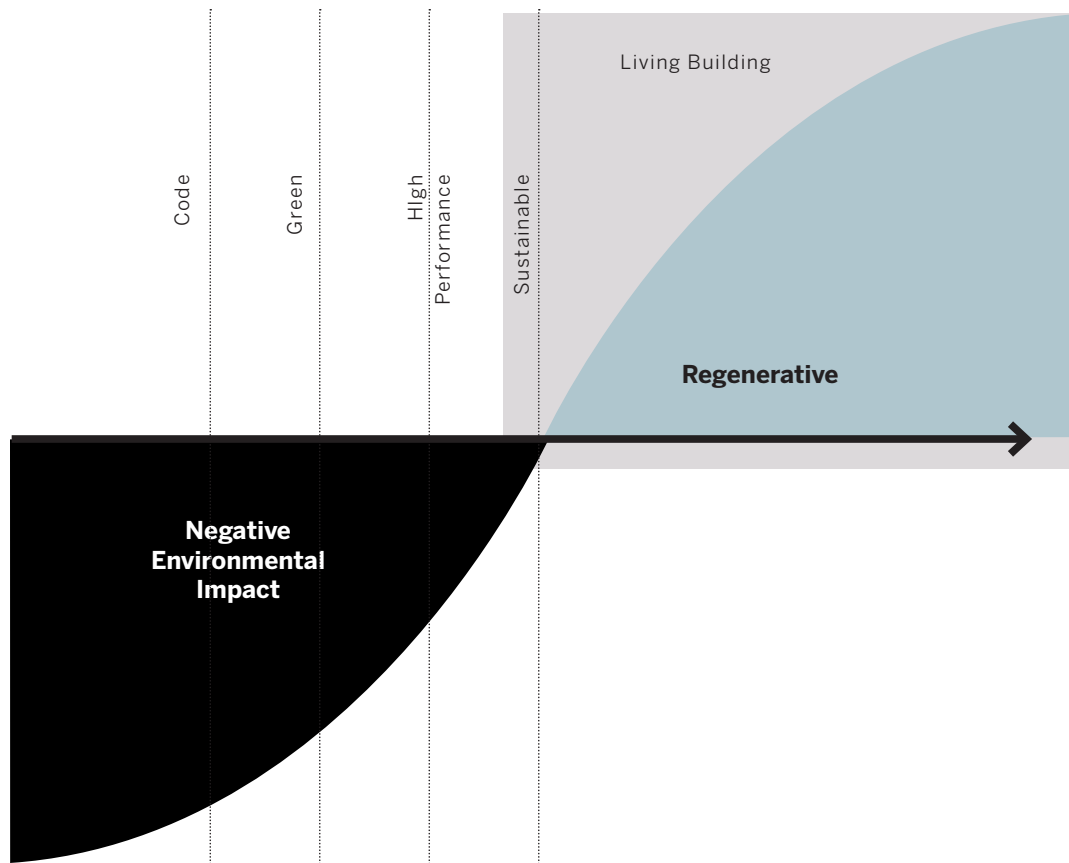 Living Building
Code
Green
HIgh
Performance
Sustainable
Regenerative
Negative
Environmental
Impact